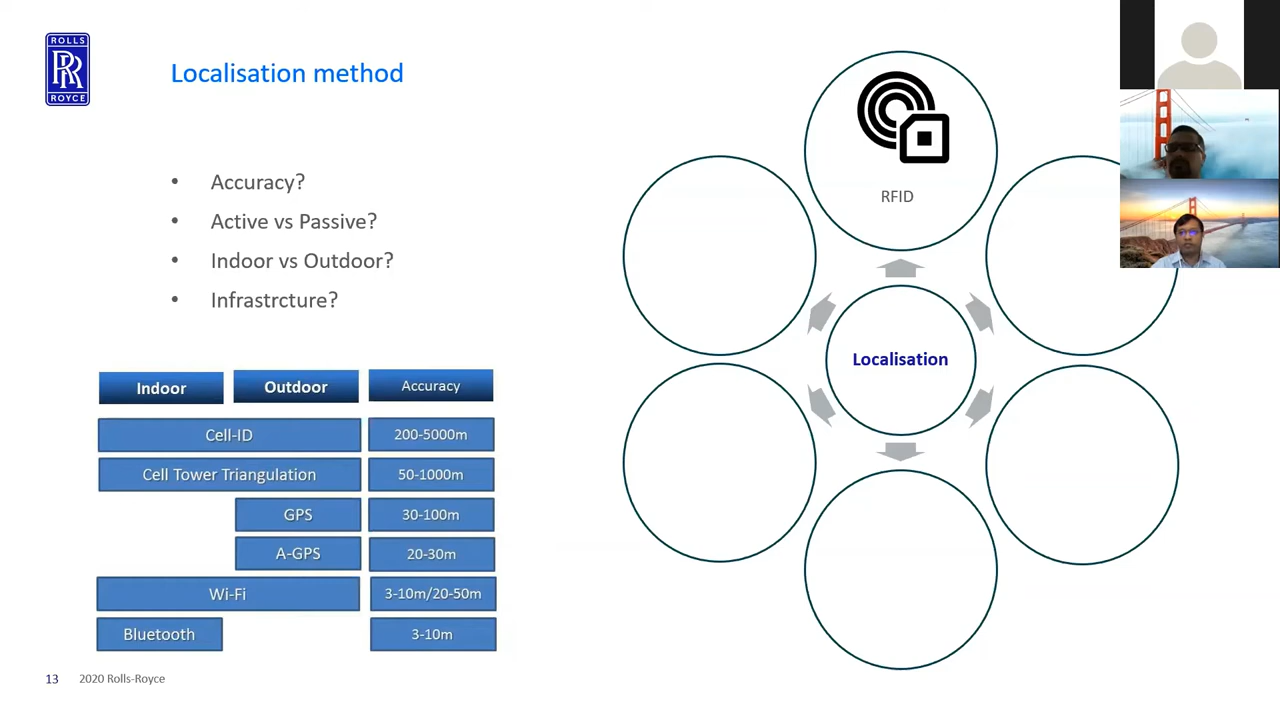 ROLLS
RR
ROYCE
Localisation method
• Accuracy?
• Active vs Passive?
• Indoor vs Outdoor?
• Infrastrcture?
Indoor Outdoor Accuracy
Cell-ID 200-5000m
Cell Tower Triangulation 50-1000m
GPS 30-100m
A-GPS 20-30m
Wi-Fi 3-10m/20-50m
Bluetooth 3-10m
RFID
Localisation
13 2020 Rolls-Royce